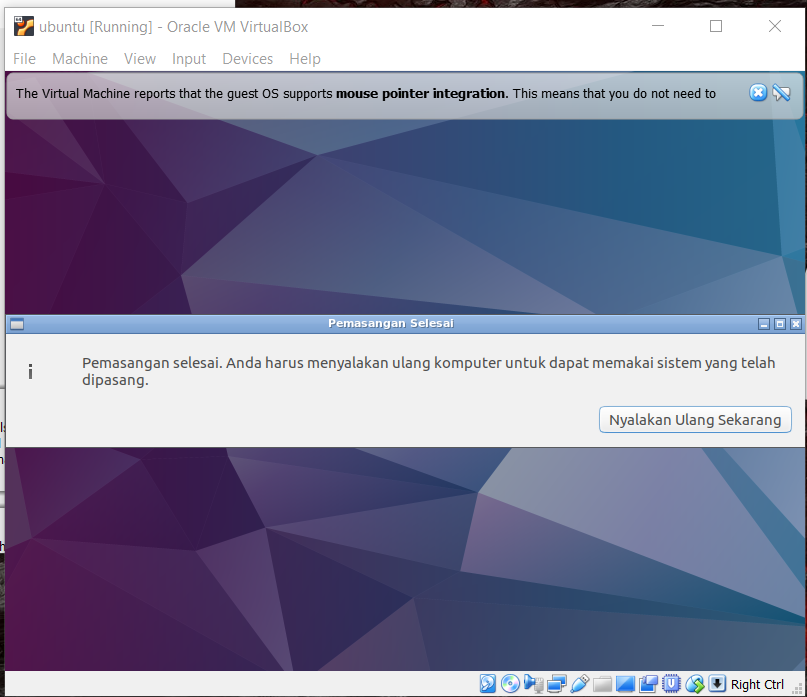 ubuntu [Running] - Oracle VM VirtualBox
File Machine View Input Devices Help
The Virtual Machine reports that the guest OS supports mouse pointer integration. This means that you do not need to
Pemasangan Selesai
i
Pemasangan selesai. Anda harus menyalakan ulang komputer untuk dapat memakai sistem yang telah
dipasang.
Nyalakan Ulang Sekarang
Right Ctrl